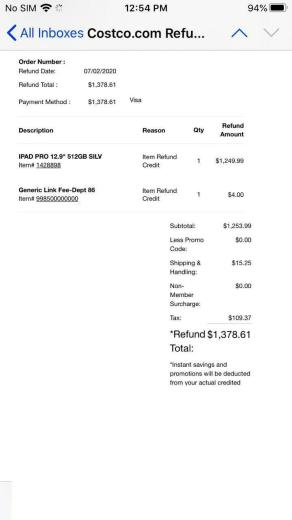 No SIM 12:54 PM 94%
All Inboxes Costco.com Refu...
Order Number :
Refund Date: 07/02/2020
Refund Total : $1,378.61
Payment Method : $1,378.61 Visa
Description Reason Qty Refund Amount
IPAD PRO 12.9" 512GB SILV Item Refund Credit 1 $1,249.99
Item# 1428898
Generic Link Fee-Dept 86 Item Refund Credit 1 $4.00
Item# 998500000000
Subtotal: $1,253.99
Less Promo Code: $0.00
Shipping & Handling: $15.25
Non-Member Surcharge: $0.00
Tax: $109.37
*Refund Total: $1,378.61
*Instant savings and
promotions will be deducted
from your actual credited